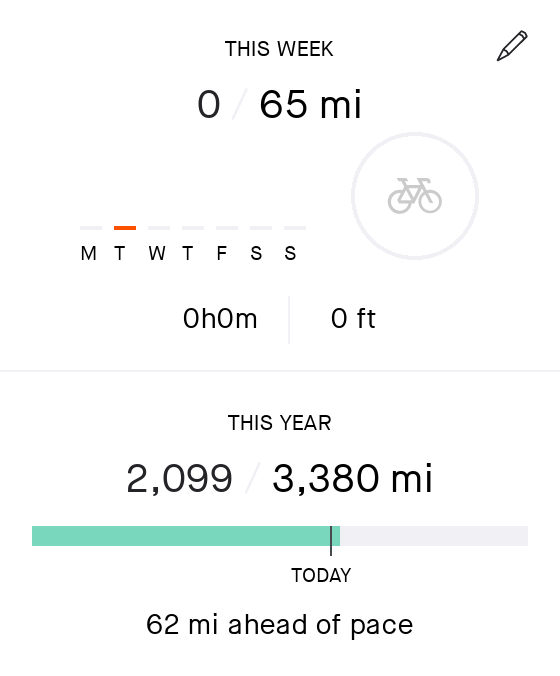 THIS WEEK
0 / 65 mi
M T W T F S S
0h0m 0 ft
THIS YEAR
2,099 / 3,380 mi
TODAY
62 mi ahead of pace